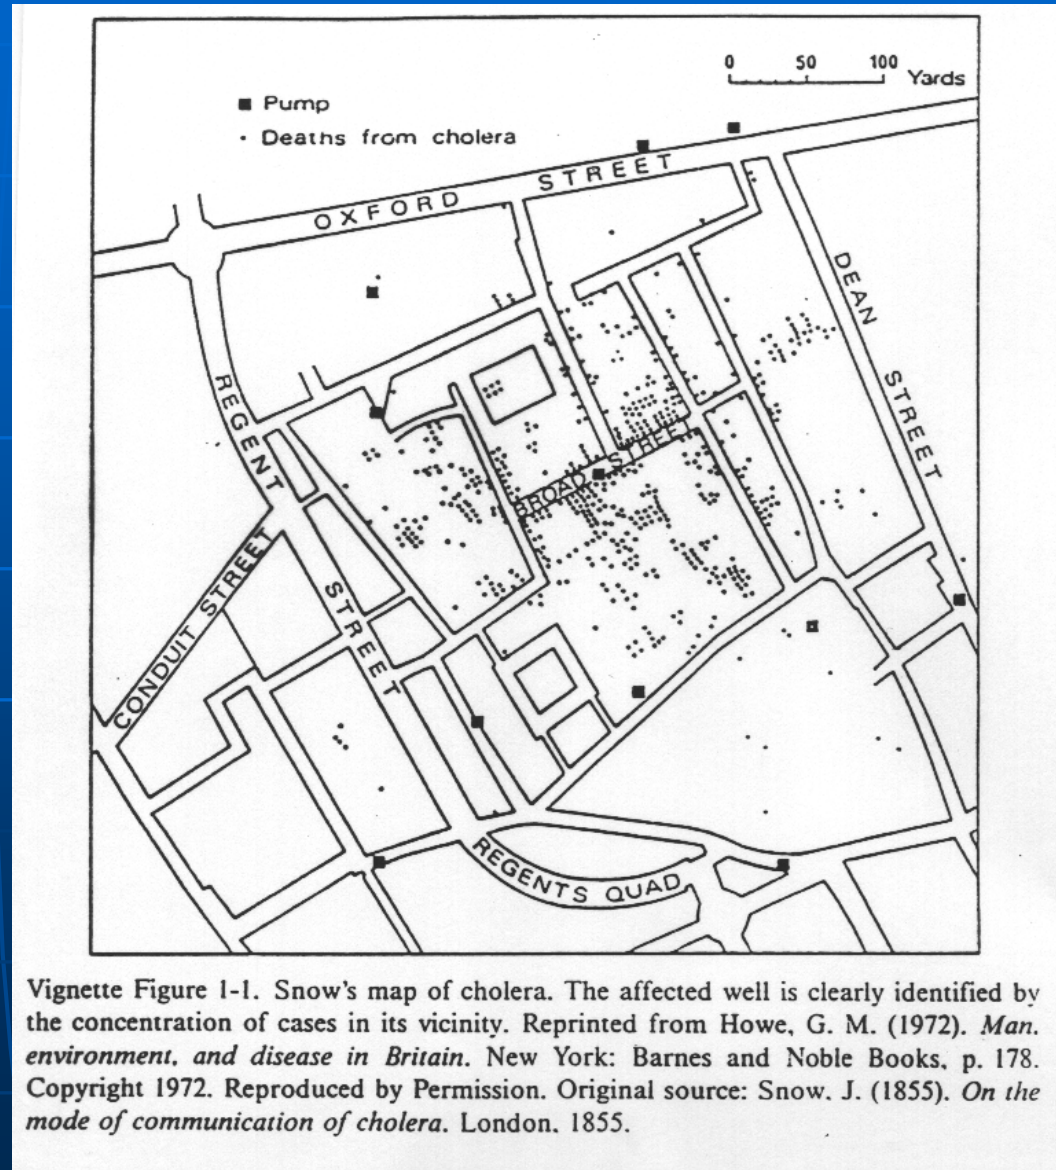 0 50 100
Yards
Pump
Deaths from cholera
OXFORD STREET
DEAN STREET
REGENT STREET
BROAD STREET
CONDUIT STREET
REGENTS QUAD
Vignette Figure 1-1. Snow's map of cholera. The affected well is clearly identified by
the concentration of cases in its vicinity. Reprinted from Howe, G. M. (1972). Man.
environment, and disease in Britain. New York: Barnes and Noble Books, p. 178.
Copyright 1972. Reproduced by Permission. Original source: Snow, J. (1855). On the
mode of communication of cholera. London, 1855.